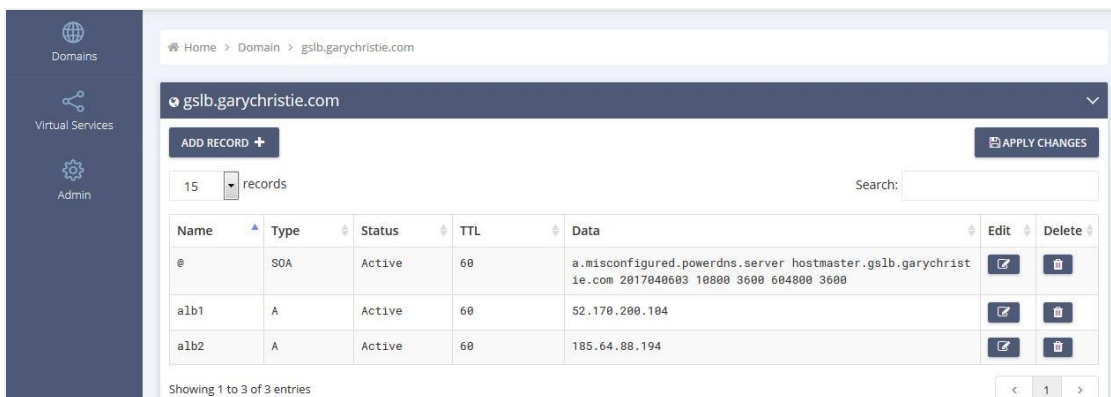 Domains
Virtual Services
Admin
Home > Domain > gslb.garychristie.com
gslb.garychristie.com
ADD RECORD +
APPLY CHANGES
15 records
Search:
Name Type Status TTL Data Edit Delete
@ SOA Active 60 a.misconfigured.powerdns.server hostmaster.gslb.garychrist
ie.com 2017040603 10800 3600 604800 3600
alb1 A Active 60 52.170.200.104
alb2 A Active 60 185.64.88.194
Showing 1 to 3 of 3 entries
< 1 >